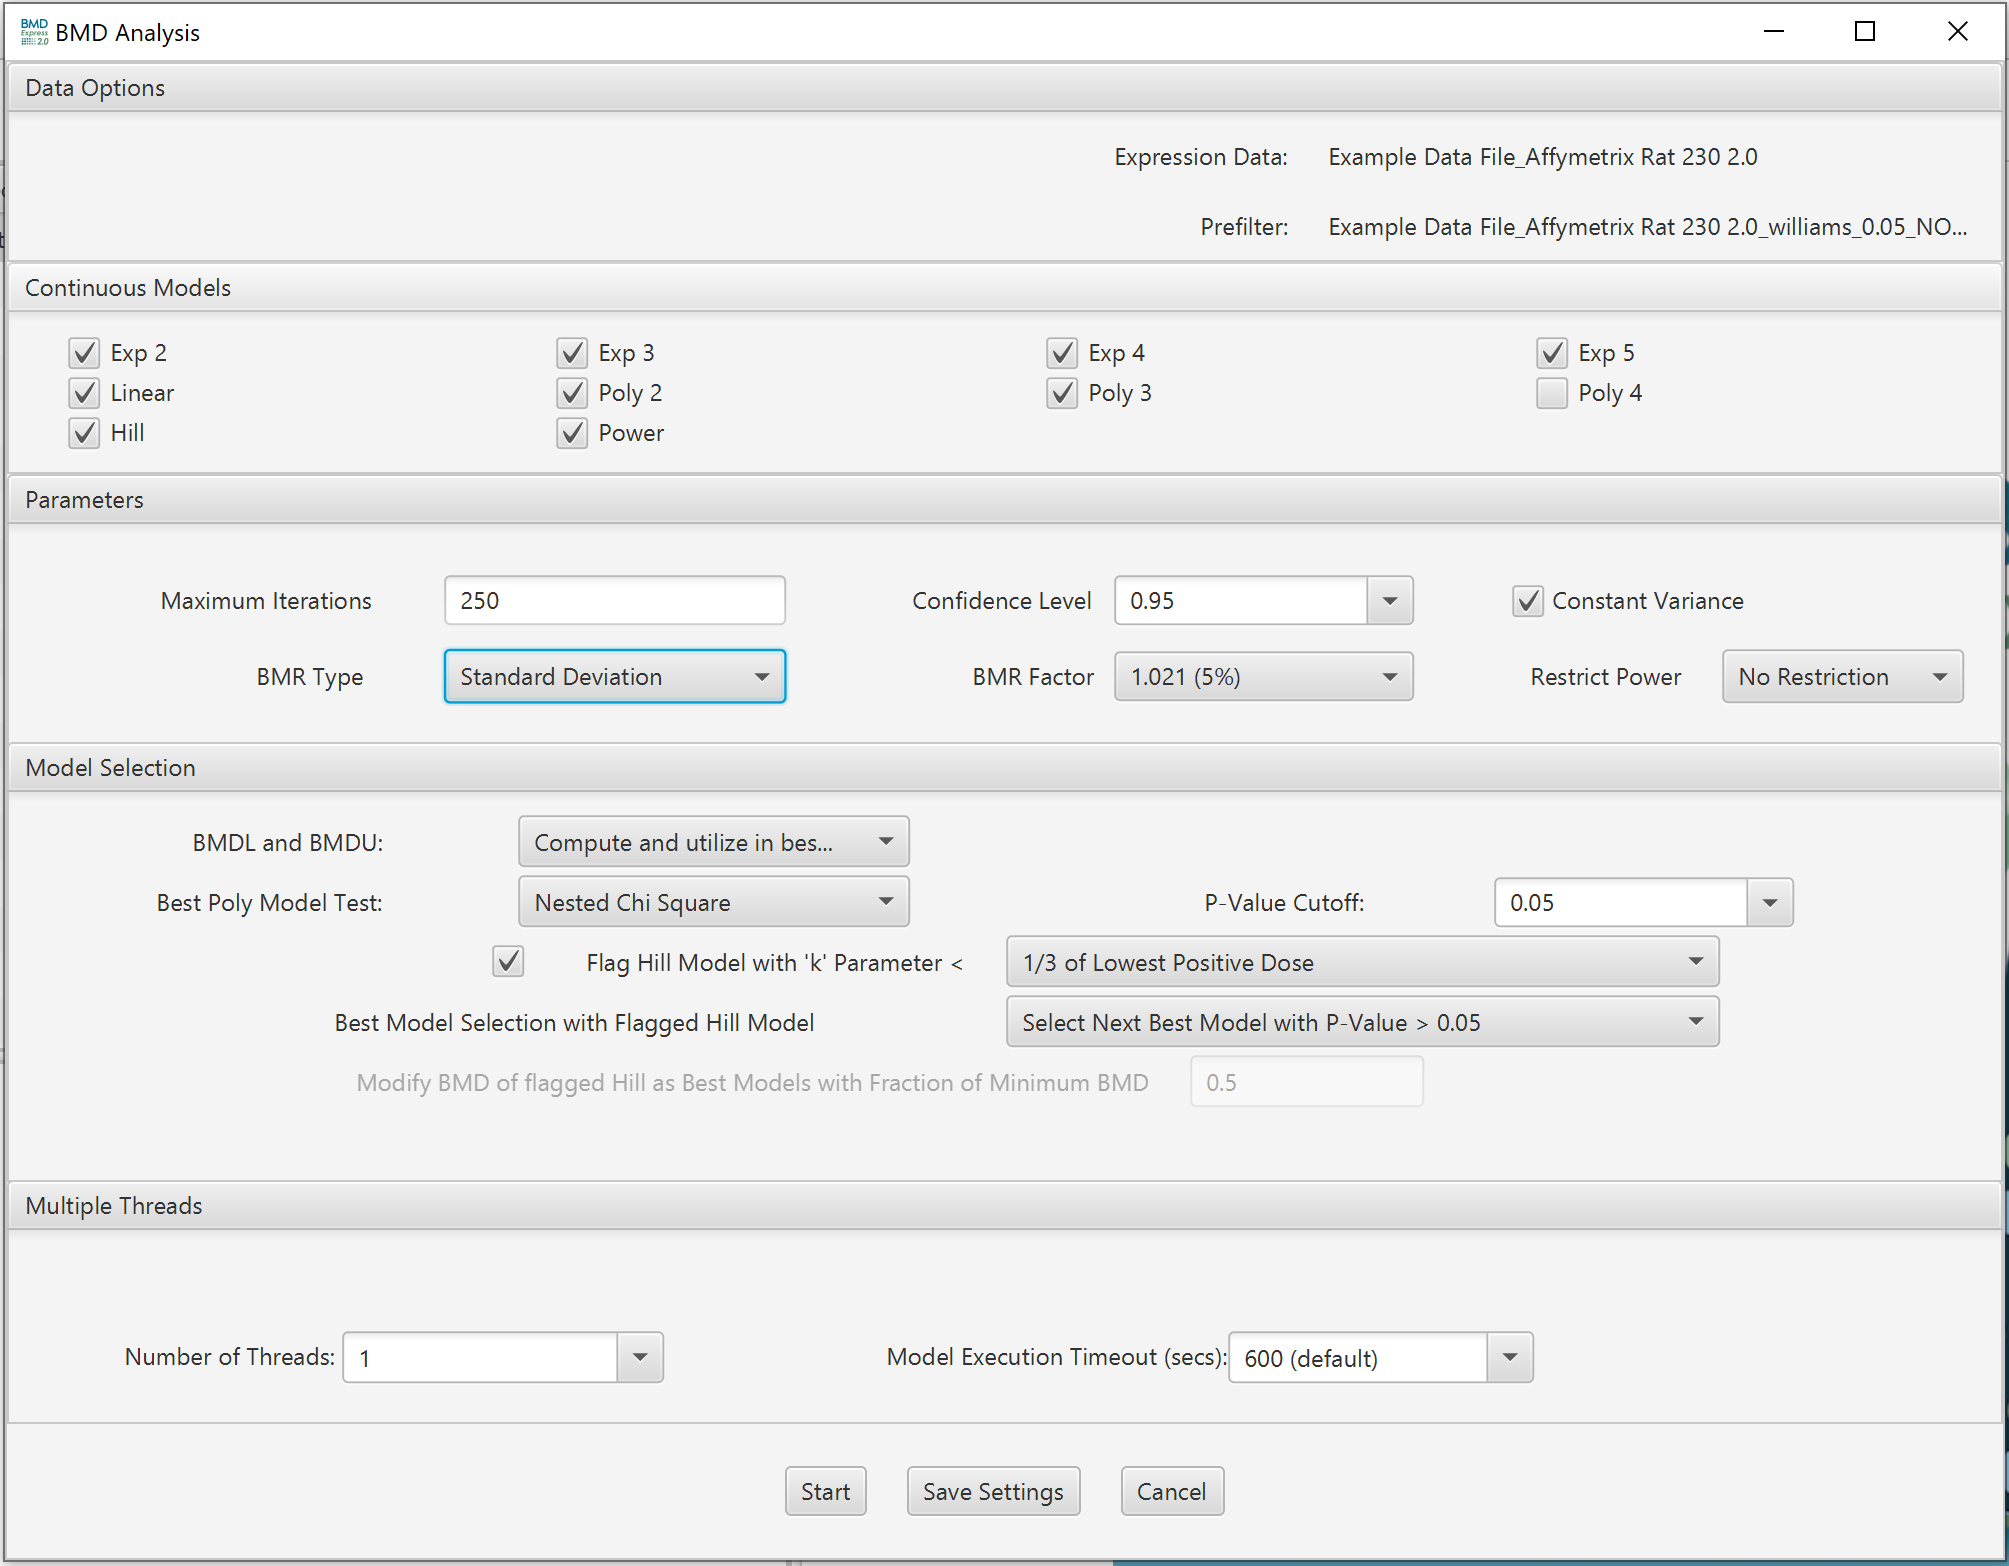 BMD Express 2.0 BMD Analysis
Data Options
Expression Data: Example Data File_Affymetrix Rat 230 2.0
Prefilter: Example Data File_Affymetrix Rat 230 2.0_williams_0.05_NO...
Continuous Models
Exp 2 Exp 3 Exp 4 Exp 5
Linear Poly 2 Poly 3 Poly 4
Hill Power
Parameters
Maximum Iterations 250 Confidence Level 0.95 Constant Variance
BMR Type Standard Deviation BMR Factor 1.021 (5%) Restrict Power No Restriction
Model Selection
BMDL and BMDU: Compute and utilize in bes...
Best Poly Model Test: Nested Chi Square P-Value Cutoff: 0.05
Flag Hill Model with 'k' Parameter < 1/3 of Lowest Positive Dose
Best Model Selection with Flagged Hill Model Select Next Best Model with P-Value > 0.05
Modify BMD of flagged Hill as Best Models with Fraction of Minimum BMD 0.5
Multiple Threads
Number of Threads: 1 Model Execution Timeout (secs): 600 (default)
Start Save Settings Cancel